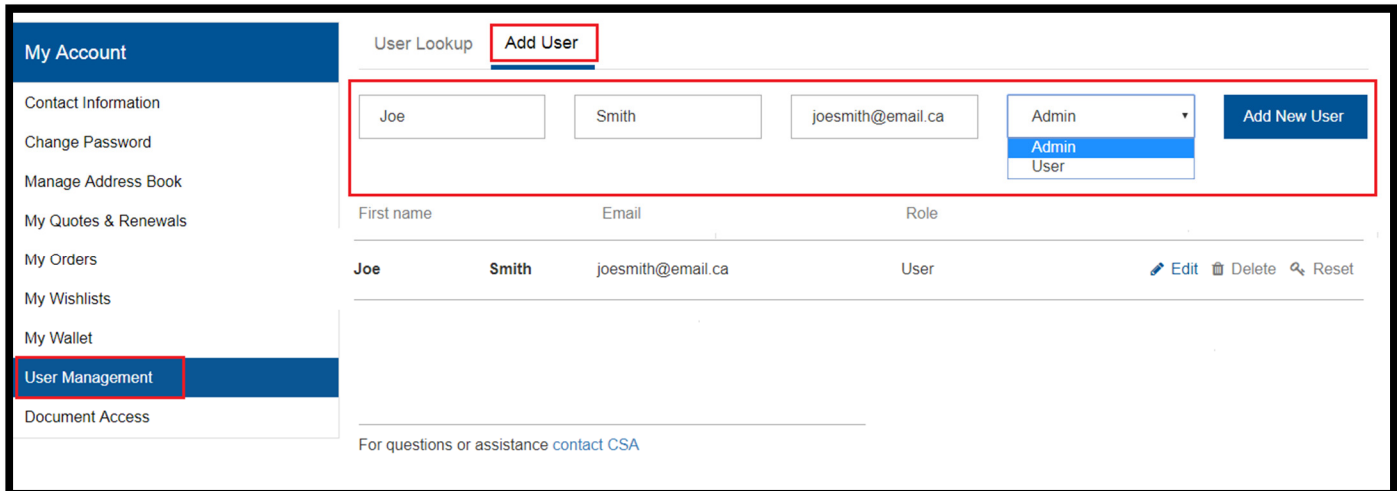 My Account
Contact Information
Change Password
Manage Address Book
My Quotes & Renewals
My Orders
My Wishlists
My Wallet
User Management
Document Access
User Lookup Add User
Joe Smith joesmith@email.ca Admin Add New User
Admin
User
First name Email Role
Joe Smith joesmith@email.ca User Edit Delete Reset
For questions or assistance contact CSA